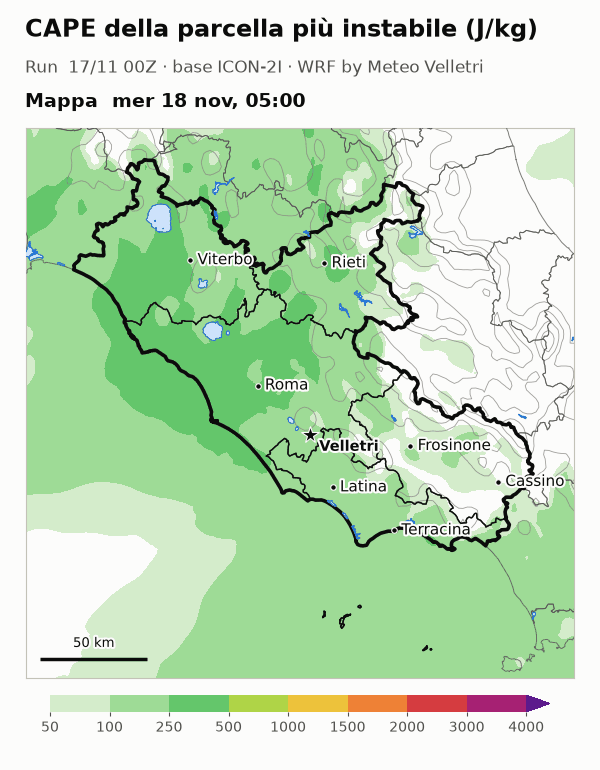 CAPE della parcella più instabile (J/kg)
Run  17/11 00Z · base ICON-2I · WRF by Meteo Velletri
Mappa  mer 18 nov, 05:00
Viterbo
Rieti
Roma
Velletri
Frosinone
Cassino
Latina
Terracina
50 km
50 100 250 500 1000 1500 2000 3000 4000